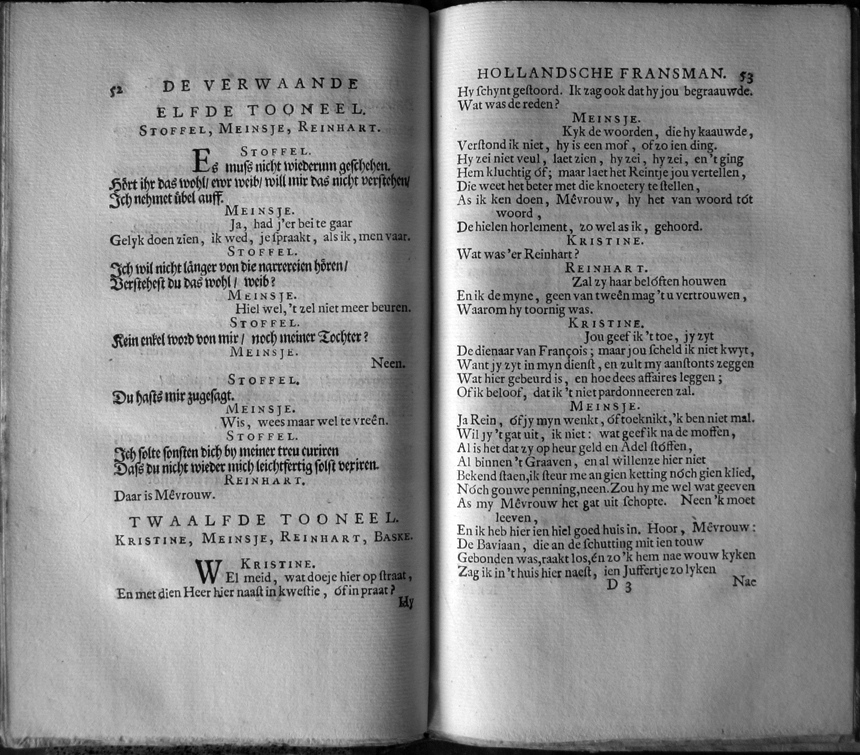 52 DE VERWAANDE
ELFDE TOONEEL.
STOFFEL, MEINSJE, REINHART.
STOFFEL.
Es muſs nicht wiederum geſchehen.
Hört ihr das wohl/ ewr weib/ will mir das nicht verſtehen/
Ich nehmet übel auff.
MEINSJE.
Ja, had j'er bei te gaar
Gelyk doen zien, ik wed, je ſpraakt, als ik, men vaar.
STOFFEL.
Ich wil nicht länger von die narrereien hören/
Verſteheſt du das wohl/ weib?
MEINSJE.
Hiel wel, 't zel niet meer beuren.
STOFFEL.
Kein enkel word von mir/ noch meiner Tochter?
MEINSJE.
Neen.
STOFFEL.
Du haſts mir zugeſagt.
MEINSJE.
Wis, wees maar wel te vreên.
STOFFEL.
Ich ſolte ſonſten dich by meiner treu curiren
Daſs du nicht wieder mich leichtfertig ſolſt vexiren.
REINHART.
Daar is Mêvrouw.
TWAALFDE TOONEEL.
KRISTINE, MEINSJE, REINHART, BASKE.
KRISTINE.
WEl meid, wat doe je hier op ſtraat,
En met dien Heer hier naaſt in kweſtie, óf in praat?
Hy
HOLLANDSCHE FRANSMAN. 53
Hy ſchynt geſtoord. Ik zag ook dat hy jou begraauwde.
Wat was de reden?
MEINSJE.
Kyk de woorden, die hy kaauwde,
Verſtond ik niet, hy is een mof, of zo ien ding.
Hy zei niet veul, laet zien, hy zei, hy zei, en 't ging
Hem kluchtig óf; maar laet het Reintje jou vertellen,
Die weet het beter met die knoetery te ſtellen,
As ik ken doen, Mêvrouw, hy het van woord tót
woord,
De hielen horlement, zo wel as ik, gehoord.
KRISTINE.
Wat was 'er Reinhart?
REINHART.
Zal zy haar belóften houwen
En ik de myne, geen van tweên mag 't u vertrouwen,
Waarom hy toornig was.
KRISTINE.
Jou geef ik 't toe, jy zyt
De dienaar van François; maar jou ſcheld ik niet kwyt,
Want jy zyt in myn dienſt, en zult my aanſtonts zeggen
Wat hier gebeurd is, en hoe dees affaires leggen;
Of ik beloof, dat ik 't niet pardonneeren zal.
MEINSJE.
Ja Rein, óf jy myn wenkt, óf toeknikt, 'k ben niet mal.
Wil jy 't gat uit, ik niet: wat geef ik na de moffen,
Al is het dat zy op heur geld en Adel ſtóffen,
Al binnen 't Graaven, en al willenze hier niet
Bekend ſtaen, ik ſteur me an gien ketting nóch gien klied,
Nóch gouwe penning, neen. Zou hy me wel wat geeven
As my Mêvrouw het gat uit ſchopte. Neen 'k moet
leeven,
En ik heb hier ien hiel goed huis in. Hoor, Mêvrouw:
De Baviaan, die an de ſchutting mit ien touw
Gebonden was, raakt los, én zo 'k hem nae wouw kyken
Zag ik in 't huis hier naeſt, ien Juffertje zo lyken
D 3 Nae